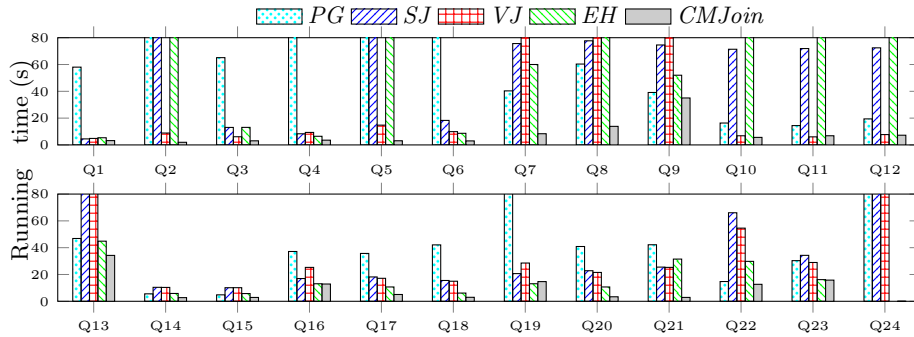 PG SJ VJ EH CMJoin
Running time (s)
80
60
40
20
0
Q1 Q2 Q3 Q4 Q5 Q6 Q7 Q8 Q9 Q10 Q11 Q12
80
60
40
20
0
Q13 Q14 Q15 Q16 Q17 Q18 Q19 Q20 Q21 Q22 Q23 Q24